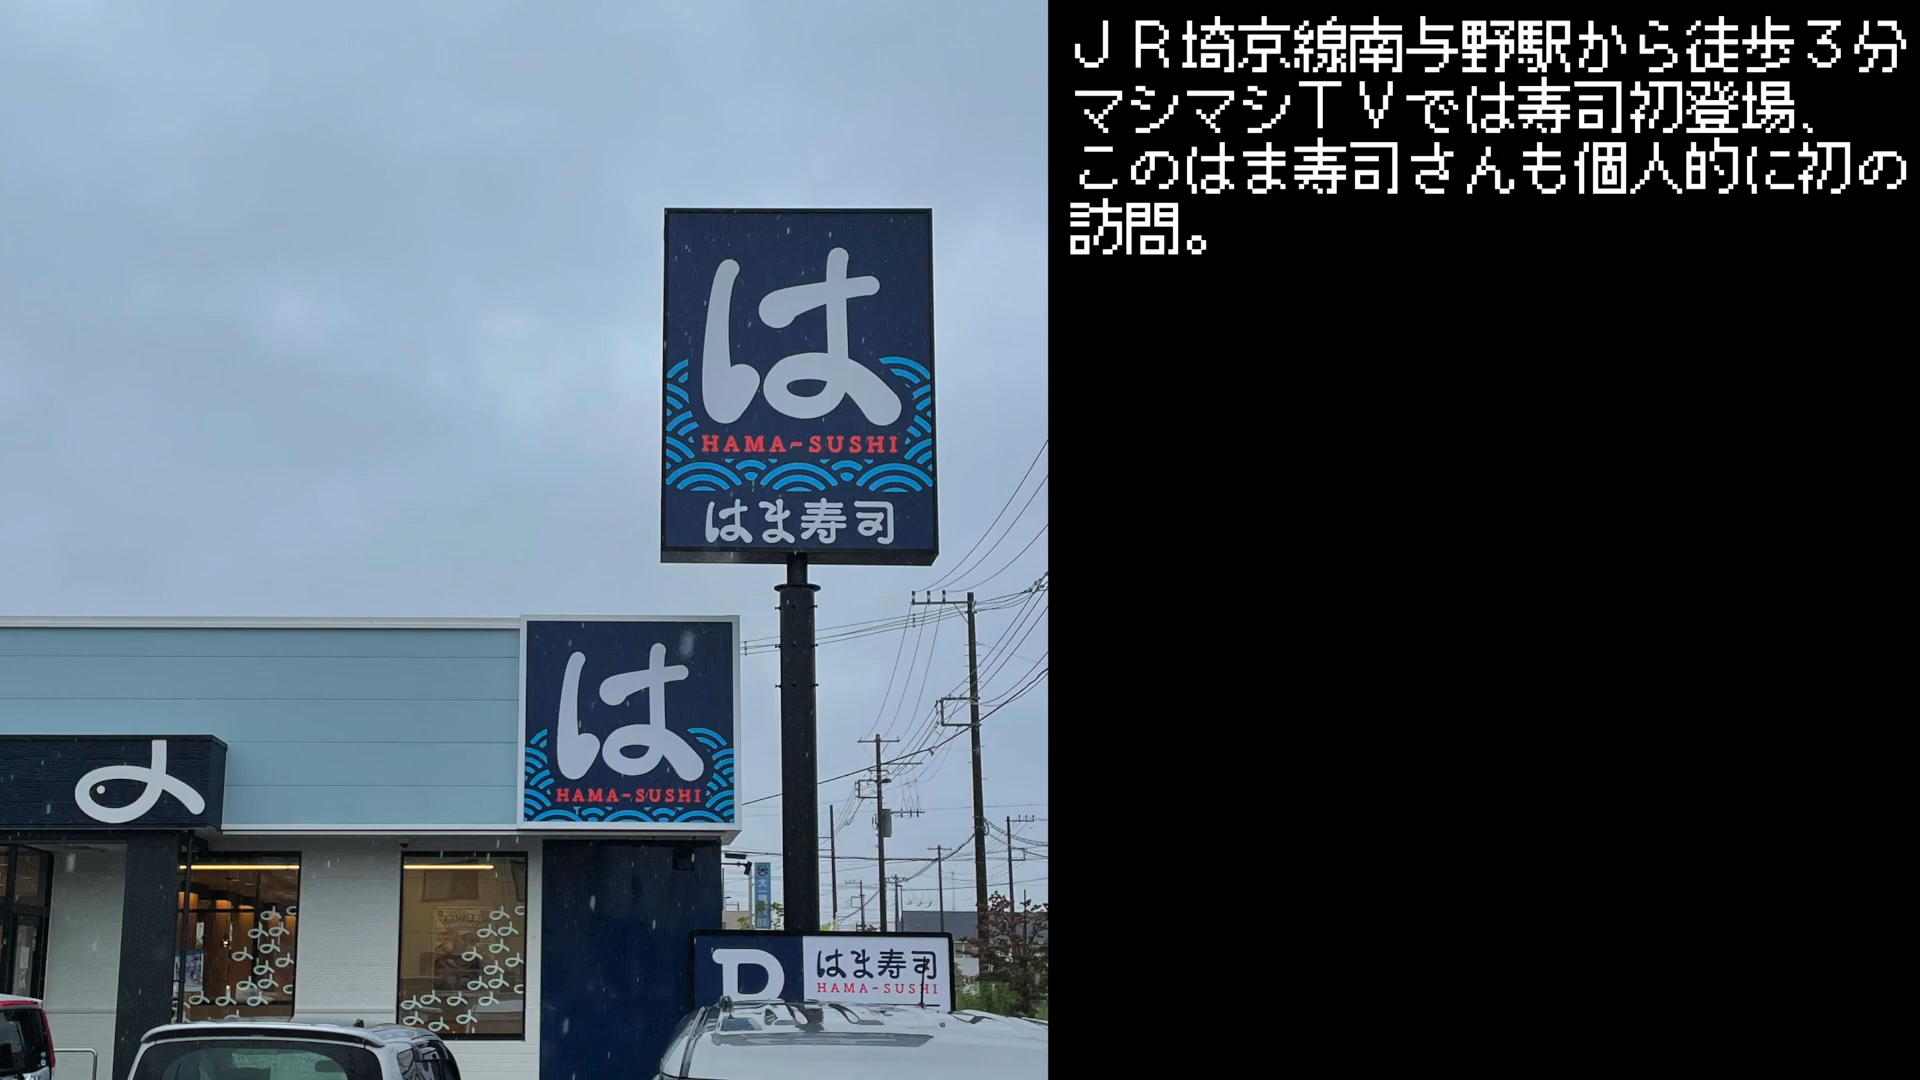 は
HAMA-SUSHI
はま寿司
は
HAMA-SUSHI
P
はま寿司
HAMA-SUSHI
ＪＲ埼京線南与野駅から徒歩３分
マシマシＴＶでは寿司初登場、
このはま寿司さんも個人的に初の
訪問。